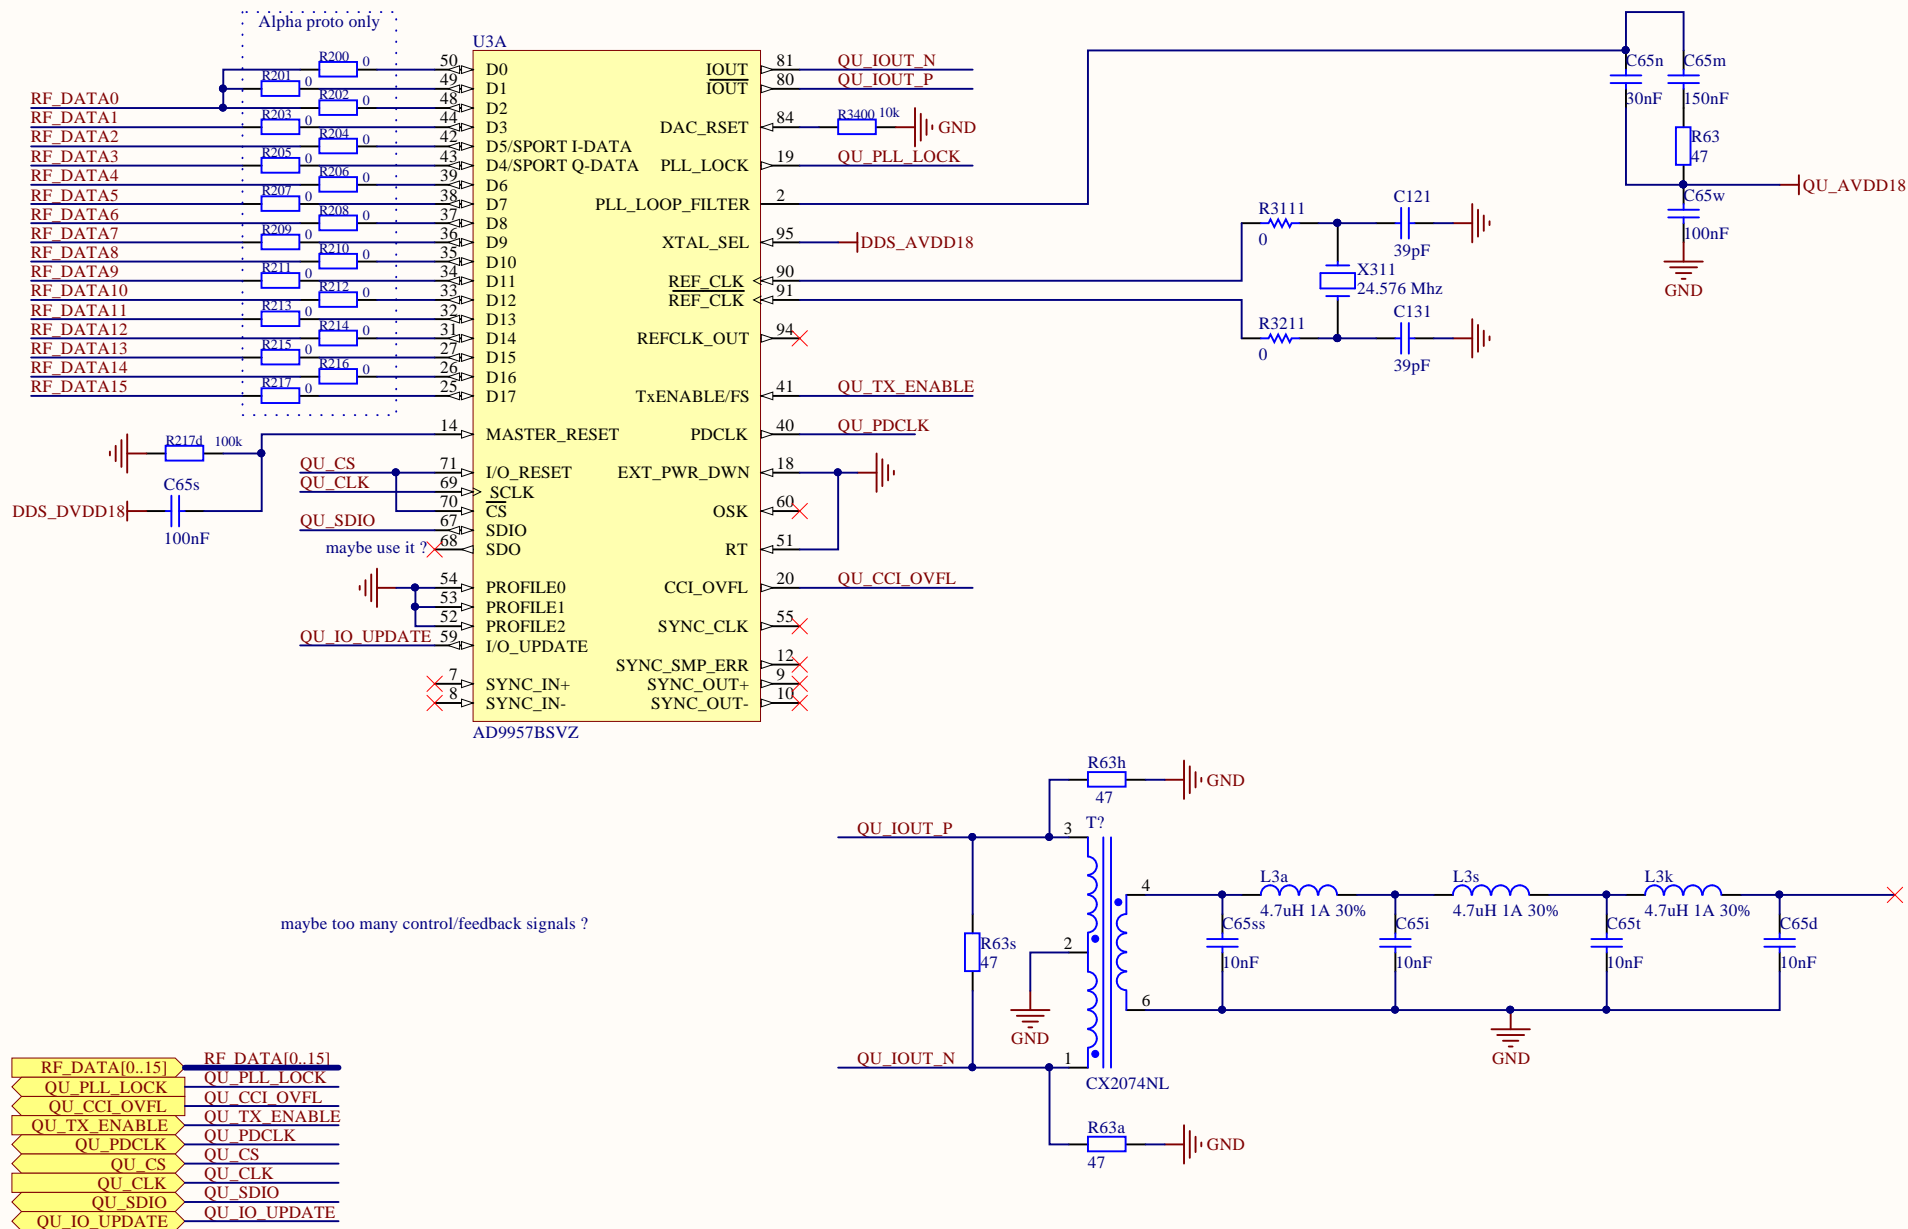 Alpha proto only
U3A
RF_DATA0
RF_DATA1
RF_DATA2
RF_DATA3
RF_DATA4
RF_DATA5
RF_DATA6
RF_DATA7
RF_DATA8
RF_DATA9
RF_DATA10
RF_DATA11
RF_DATA12
RF_DATA13
RF_DATA14
RF_DATA15
R200 0
R201 0
R202 0
R203 0
R204 0
R205 0
R206 0
R207 0
R208 0
R209 0
R210 0
R211 0
R212 0
R213 0
R214 0
R215 0
R216 0
R217 0
50 D0
49 D1
48 D2
44 D3
42 D5/SPORT I-DATA
43 D4/SPORT Q-DATA
39 D6
38 D7
37 D8
36 D9
35 D10
34 D11
33 D12
32 D13
31 D14
27 D15
26 D16
25 D17
14 MASTER_RESET
R217d 100k
C65s
100nF
DDS_DVDD18
QU_CS 71 I/O_RESET
QU_CLK 69 SCLK
70 CS
QU_SDIO 67 SDIO
maybe use it ? 68 SDO
54 PROFILE0
53 PROFILE1
52 PROFILE2
QU_IO_UPDATE 59 I/O_UPDATE
7 SYNC_IN+
8 SYNC_IN-
AD9957BSVZ
IOUT 81 QU_IOUT_N
IOUT 80 QU_IOUT_P
DAC_RSET 84 R3400 10k GND
PLL_LOCK 19 QU_PLL_LOCK
PLL_LOOP_FILTER 2
XTAL_SEL 95 DDS_AVDD18
REF_CLK 90
REF_CLK 91
REFCLK_OUT 94
TxENABLE/FS 41 QU_TX_ENABLE
PDCLK 40 QU_PDCLK
EXT_PWR_DWN 18
OSK 60
RT 51
CCI_OVFL 20 QU_CCI_OVFL
SYNC_CLK 55
SYNC_SMP_ERR 12
SYNC_OUT+ 9
SYNC_OUT- 10
R3111
0
C121
39pF
X311
24.576 Mhz
R3211
0
C131
39pF
C65n
30nF
C65m
150nF
R63
47
QU_AVDD18
C65w
100nF
GND
R63h
47
GND
QU_IOUT_P
3
T?
R63s
47
2
GND
4
6
QU_IOUT_N
1
CX2074NL
R63a
47
GND
L3a
4.7uH 1A 30%
L3s
4.7uH 1A 30%
L3k
4.7uH 1A 30%
C65ss
10nF
C65i
10nF
C65t
10nF
C65d
10nF
GND
maybe too many control/feedback signals ?
RF_DATA[0..15] RF_DATA[0..15]
QU_PLL_LOCK QU_PLL_LOCK
QU_CCI_OVFL QU_CCI_OVFL
QU_TX_ENABLE QU_TX_ENABLE
QU_PDCLK QU_PDCLK
QU_CS QU_CS
QU_CLK QU_CLK
QU_SDIO QU_SDIO
QU_IO_UPDATE QU_IO_UPDATE